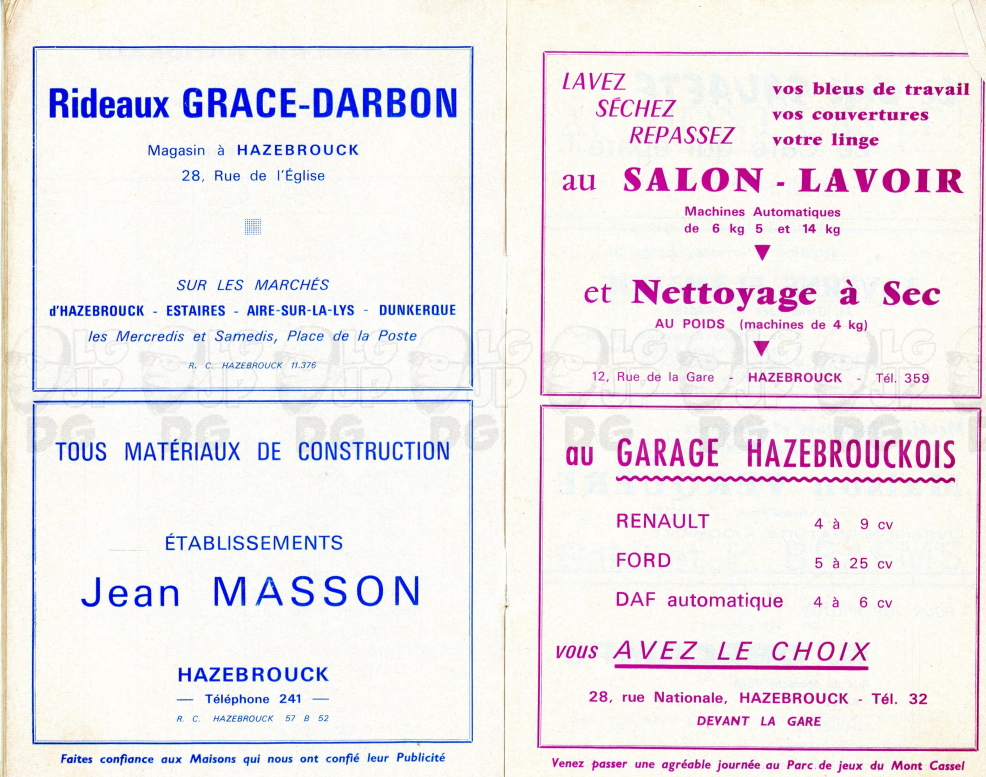 Rideaux GRACE-DARBON
Magasin à HAZEBROUCK
28, Rue de l'Église
SUR LES MARCHÉS
d'HAZEBROUCK - ESTAIRES - AIRE-SUR-LA-LYS - DUNKERQUE
les Mercredis et Samedis, Place de la Poste
R. C. HAZEBROUCK 11.376
TOUS MATÉRIAUX DE CONSTRUCTION
ÉTABLISSEMENTS
Jean MASSON
HAZEBROUCK
— Téléphone 241 —
R. C. HAZEBROUCK 57 B 52
Faites confiance aux Maisons qui nous ont confié leur Publicité
LAVEZ
SÉCHEZ
REPASSEZ
vos bleus de travail
vos couvertures
votre linge
au SALON - LAVOIR
Machines Automatiques
de 6 kg 5 et 14 kg
et Nettoyage à Sec
AU POIDS (machines de 4 kg)
12, Rue de la Gare - HAZEBROUCK - Tél. 359
au GARAGE HAZEBROUCKOIS
RENAULT 4 à 9 cv
FORD 5 à 25 cv
DAF automatique 4 à 6 cv
vous AVEZ LE CHOIX
28, rue Nationale, HAZEBROUCK - Tél. 32
DEVANT LA GARE
Venez passer une agréable journée au Parc de jeux du Mont Cassel